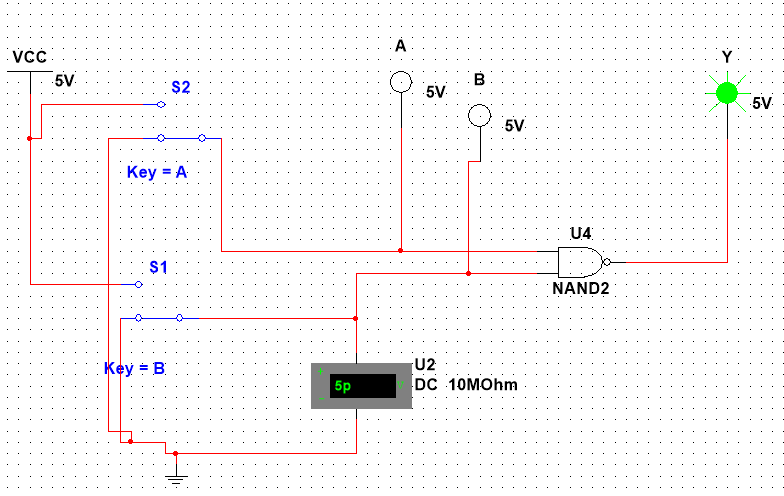 VCC
5V
S2
Key = A
A
5V
B
5V
Y
5V
S1
Key = B
U4
NAND2
U2
DC 10MOhm
+
5p
V
-